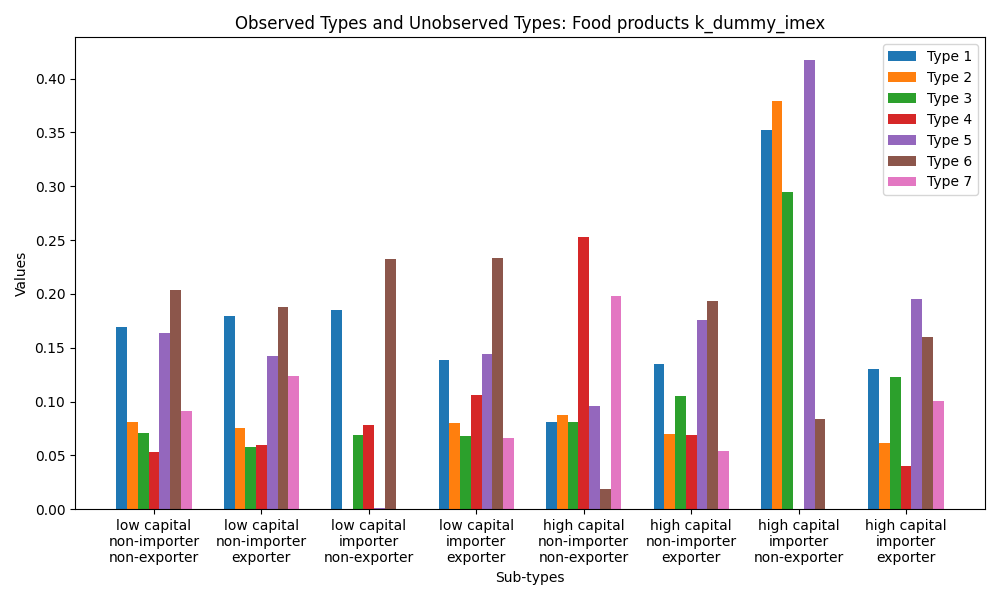 Observed Types and Unobserved Types: Food products k_dummy_imex
Values
0.40
0.35
0.30
0.25
0.20
0.15
0.10
0.05
0.00
Type 1
Type 2
Type 3
Type 4
Type 5
Type 6
Type 7
low capital
non-importer
non-exporter
low capital
non-importer
exporter
low capital
importer
non-exporter
low capital
importer
exporter
high capital
non-importer
non-exporter
high capital
non-importer
exporter
high capital
importer
non-exporter
high capital
importer
exporter
Sub-types